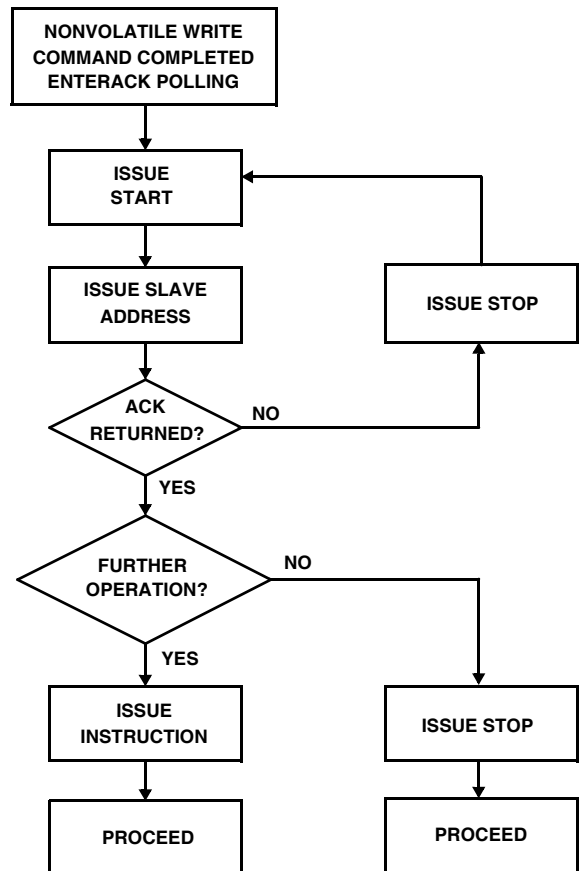 NONVOLATILE WRITE
COMMAND COMPLETED
ENTERACK POLLING
ISSUE
START
ISSUE SLAVE
ADDRESS
ISSUE STOP
ACK
RETURNED?
NO
YES
FURTHER
OPERATION?
NO
YES
ISSUE
INSTRUCTION
ISSUE STOP
PROCEED
PROCEED